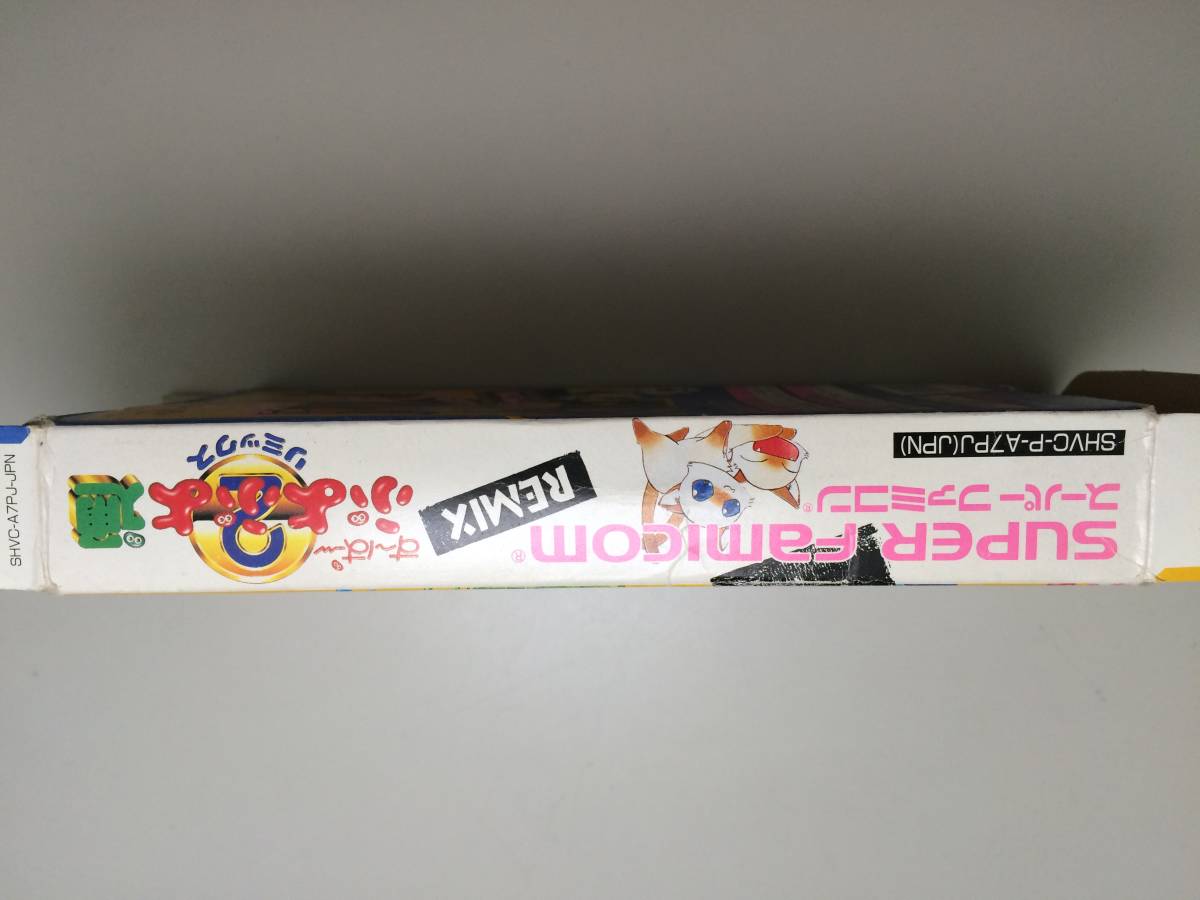 SUPER FAMICOM®
スーパーファミコン®
SHVC-P-A7PJ(JPN)
REMIX
す〜ぱ〜
ぷよぷよ
通
リミックス
SHVC-A7PJ-JPN